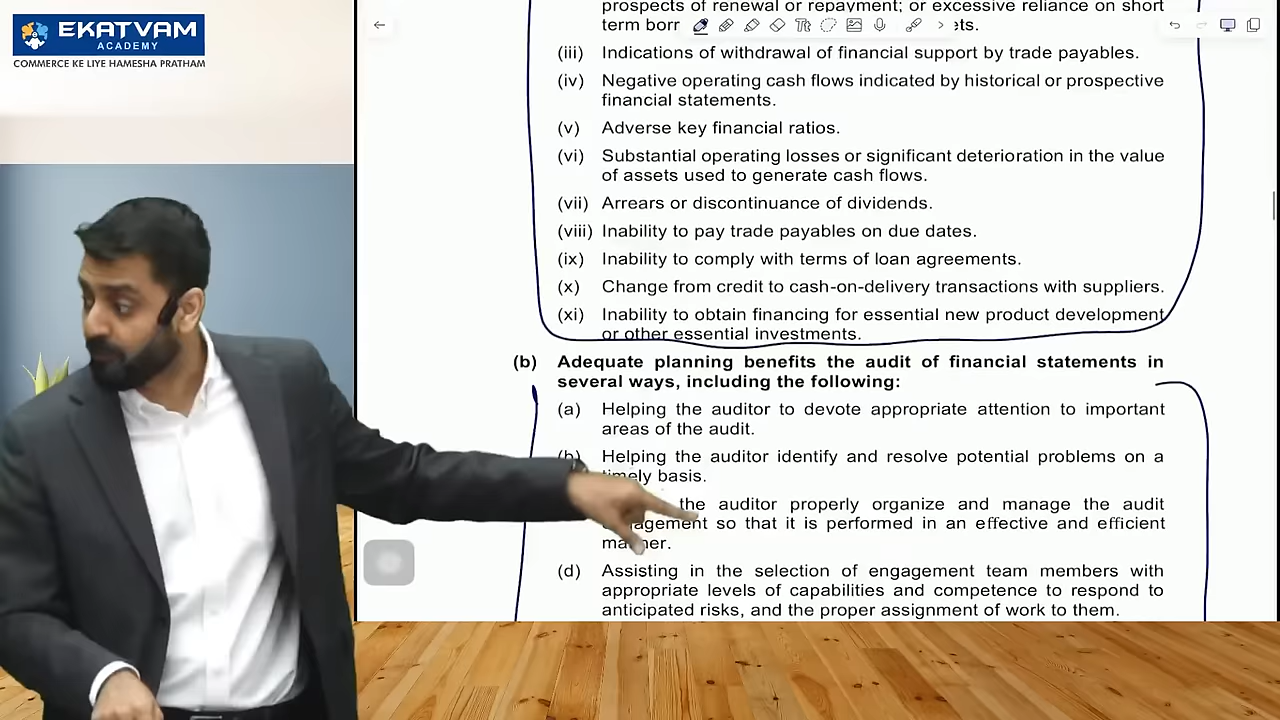 EKATVAM
ACADEMY
COMMERCE KE LIYE HAMESHA PRATHAM
prospects of renewal or repayment; or excessive reliance on short
term borr
(iii) Indications of withdrawal of financial support by trade payables.
(iv) Negative operating cash flows indicated by historical or prospective
financial statements.
(v) Adverse key financial ratios.
(vi) Substantial operating losses or significant deterioration in the value
of assets used to generate cash flows.
(vii) Arrears or discontinuance of dividends.
(viii) Inability to pay trade payables on due dates.
(ix) Inability to comply with terms of loan agreements.
(x) Change from credit to cash-on-delivery transactions with suppliers.
(xi) Inability to obtain financing for essential new product development
or other essential investments.
(b) Adequate planning benefits the audit of financial statements in
several ways, including the following:
(a) Helping the auditor to devote appropriate attention to important
areas of the audit.
(b) Helping the auditor identify and resolve potential problems on a
timely basis.
the auditor properly organize and manage the audit
so that it is performed in an effective and efficient
manner.
(d) Assisting in the selection of engagement team members with
appropriate levels of capabilities and competence to respond to
anticipated risks, and the proper assignment of work to them.